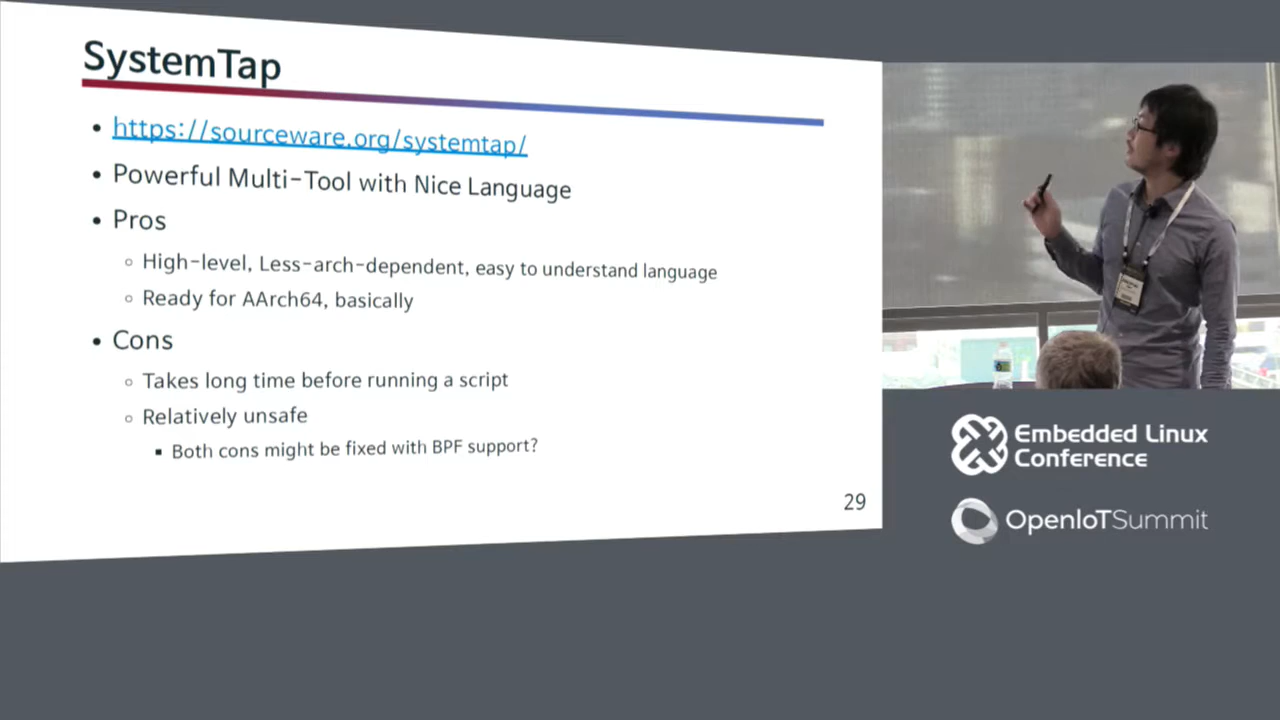 SystemTap
• https://sourceware.org/systemtap/
• Powerful Multi-Tool with Nice Language
• Pros
◦ High-level, Less-arch-dependent, easy to understand language
◦ Ready for AArch64, basically
• Cons
◦ Takes long time before running a script
◦ Relatively unsafe
▪ Both cons might be fixed with BPF support?
29
Embedded Linux
Conference
OpenIoTSummit